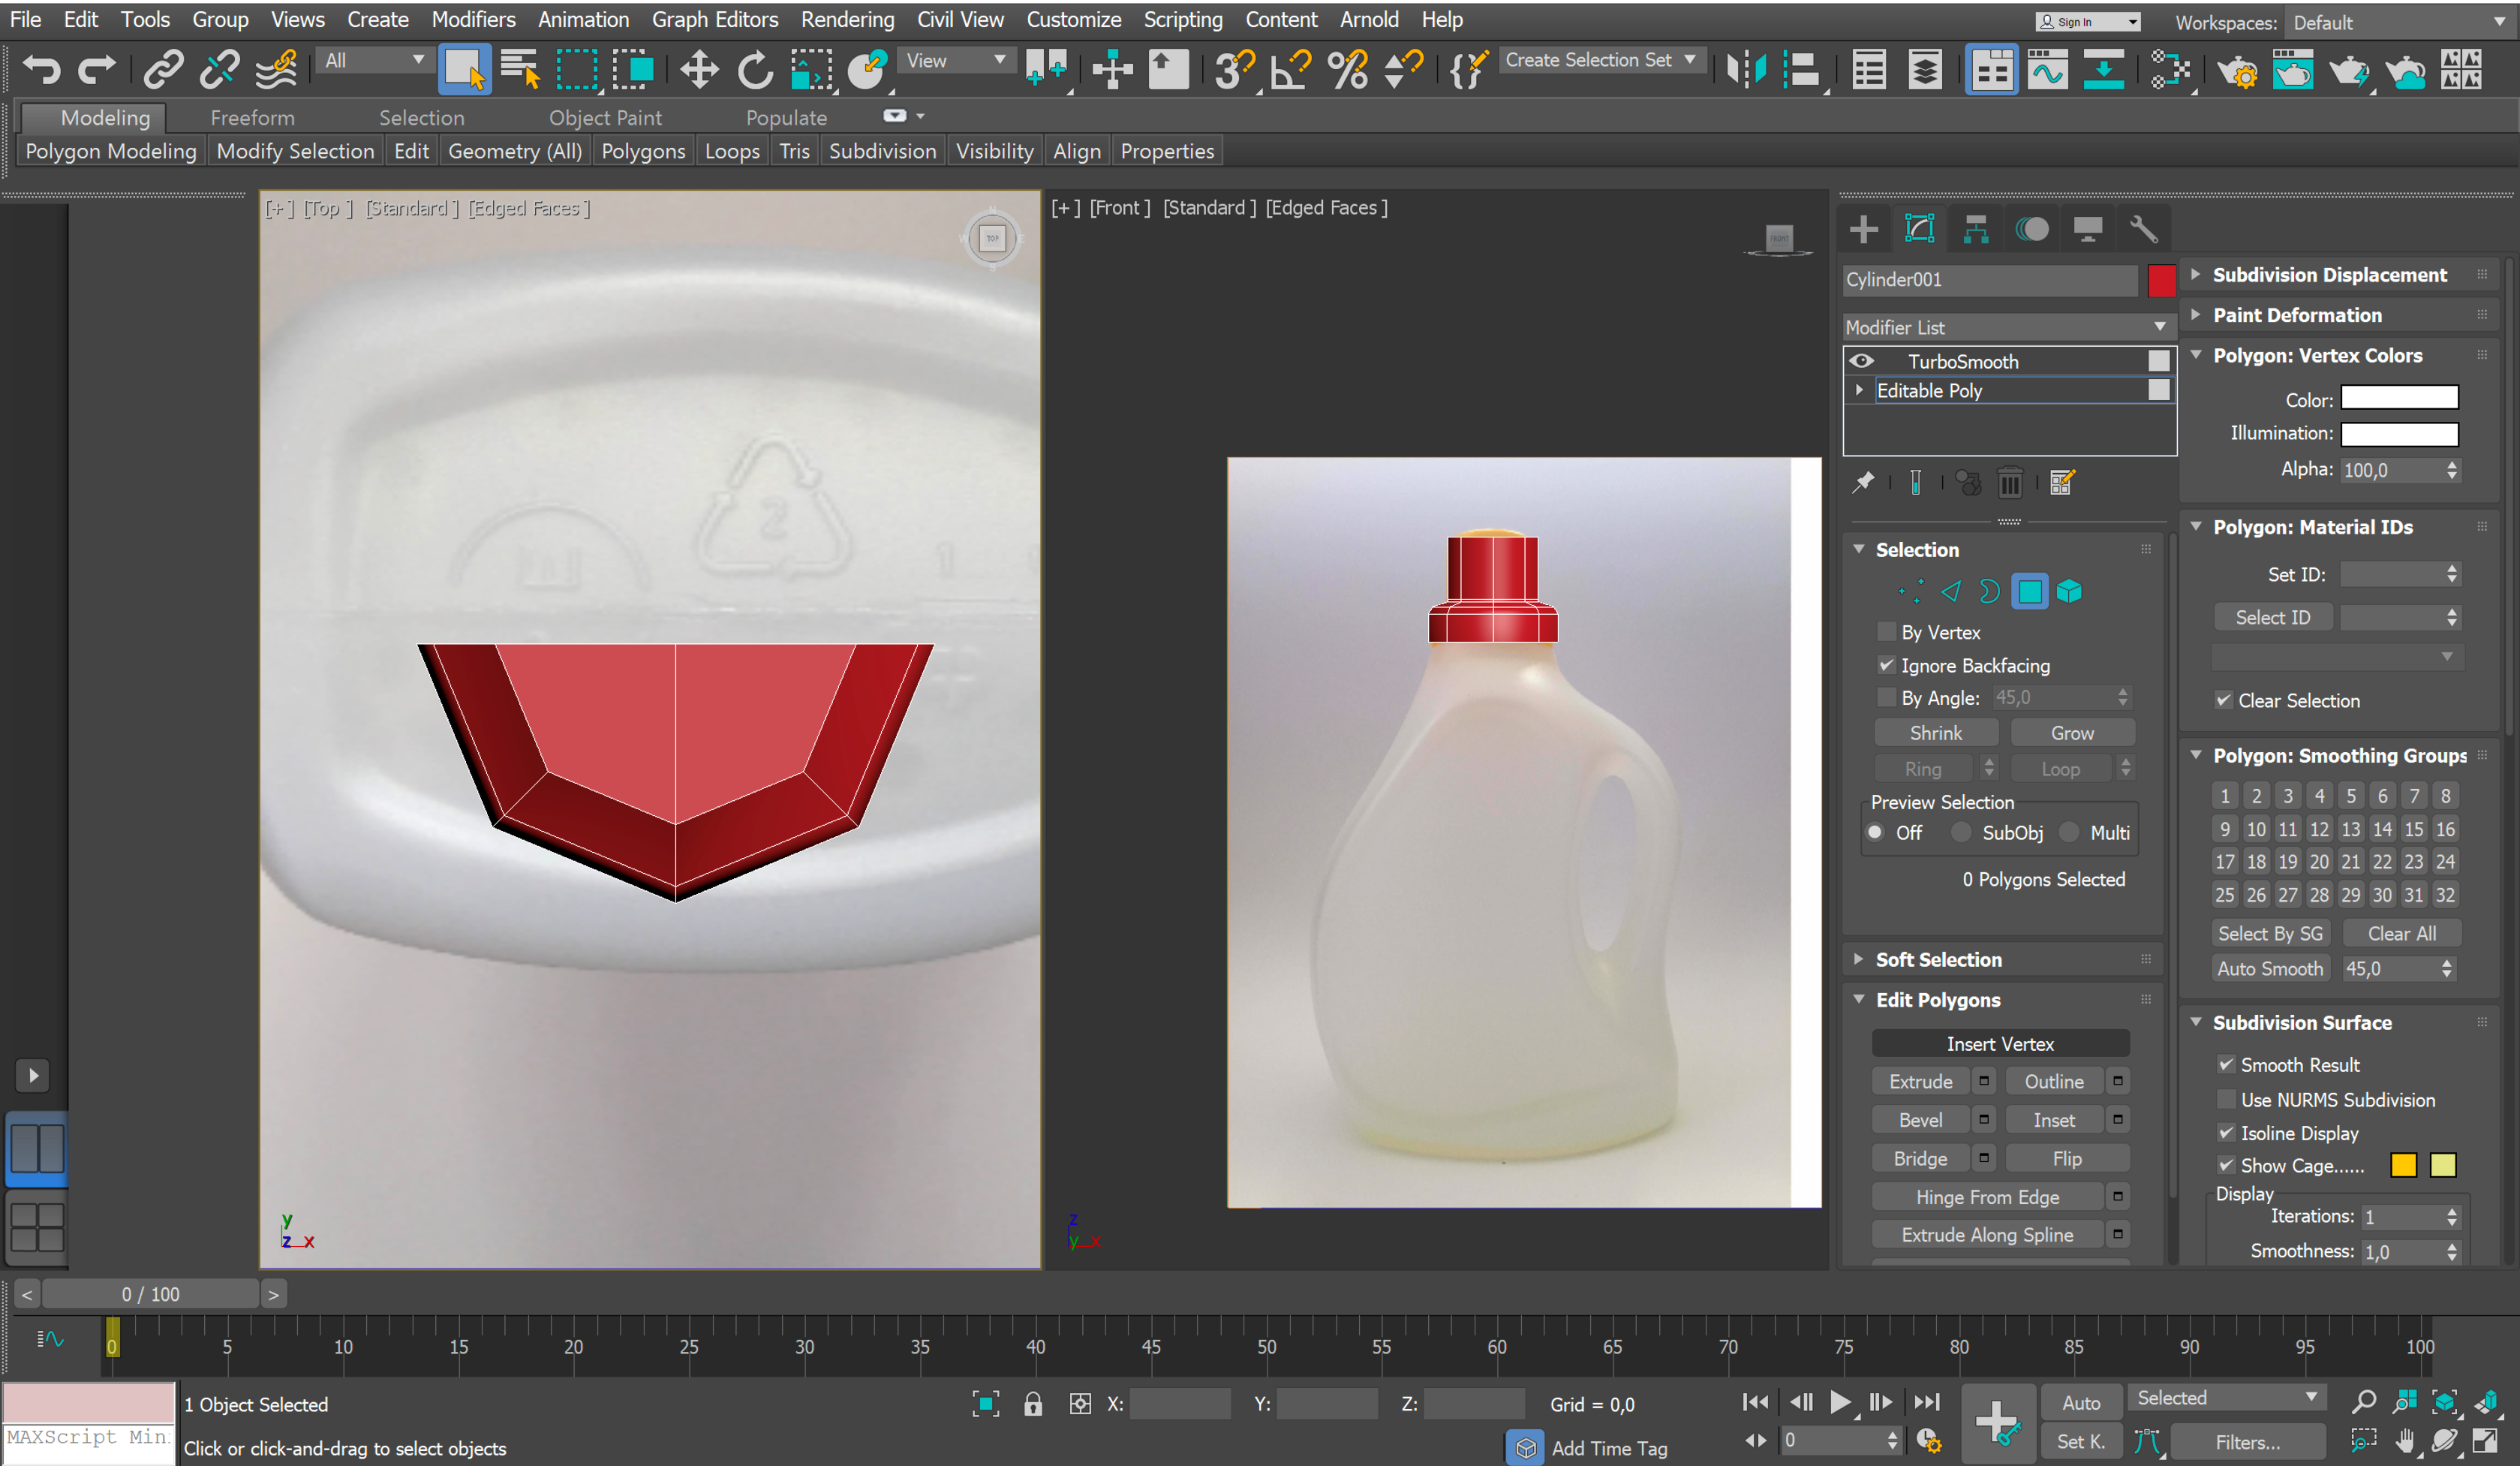 File Edit Tools Group Views Create Modifiers Animation Graph Editors Rendering Civil View Customize Scripting Content Arnold Help Sign In Workspaces: Default
All View Create Selection Set
Modeling Freeform Selection Object Paint Populate
Polygon Modeling Modify Selection Edit Geometry (All) Polygons Loops Tris Subdivision Visibility Align Properties
[+] [Top ] [Standard ] [Edged Faces ]
TOP
[+] [Front ] [Standard ] [Edged Faces ]
FRONT
2
1
y
z x
z
y x
Cylinder001
Modifier List
TurboSmooth
Editable Poly
Selection
By Vertex
Ignore Backfacing
By Angle: 45,0
Shrink Grow
Ring Loop
Preview Selection
Off SubObj Multi
0 Polygons Selected
Soft Selection
Edit Polygons
Insert Vertex
Extrude Outline
Bevel Inset
Bridge Flip
Hinge From Edge
Extrude Along Spline
Subdivision Displacement
Paint Deformation
Polygon: Vertex Colors
Color:
Illumination:
Alpha: 100,0
Polygon: Material IDs
Set ID:
Select ID
Clear Selection
Polygon: Smoothing Groups
1 2 3 4 5 6 7 8
9 10 11 12 13 14 15 16
17 18 19 20 21 22 23 24
25 26 27 28 29 30 31 32
Select By SG Clear All
Auto Smooth 45,0
Subdivision Surface
Smooth Result
Use NURMS Subdivision
Isoline Display
Show Cage......
Display
Iterations: 1
Smoothness: 1,0
< 0 / 100 >
0 5 10 15 20 25 30 35 40 45 50 55 60 65 70 75 80 85 90 95 100
1 Object Selected X: Y: Z: Grid = 0,0 Auto Selected
MAXScript Min Click or click-and-drag to select objects Add Time Tag 0 Set K. Filters...